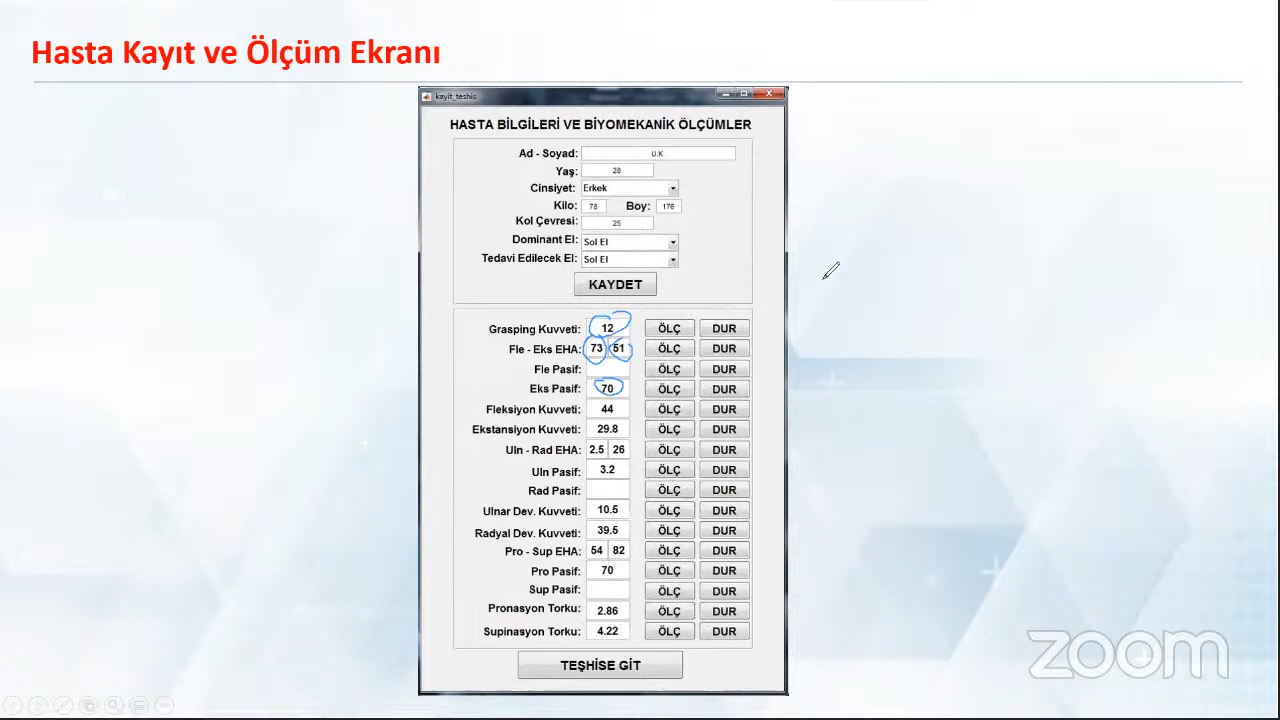 Hasta Kayıt ve Ölçüm Ekranı
kayit_teshis
HASTA BİLGİLERİ VE BİYOMEKANİK ÖLÇÜMLER
Ad - Soyad: U.K
Yaş: 28
Cinsiyet: Erkek
Kilo: 78 Boy: 176
Kol Çevresi: 25
Dominant El: Sol El
Tedavi Edilecek El: Sol El
KAYDET
Grasping Kuvveti: 12 ÖLÇ DUR
Fle - Eks EHA: 73 51 ÖLÇ DUR
Fle Pasif: ÖLÇ DUR
Eks Pasif: 70 ÖLÇ DUR
Fleksiyon Kuvveti: 44 ÖLÇ DUR
Ekstansiyon Kuvveti: 29.8 ÖLÇ DUR
Uln - Rad EHA: 2.5 26 ÖLÇ DUR
Uln Pasif: 3.2 ÖLÇ DUR
Rad Pasif: ÖLÇ DUR
Ulnar Dev. Kuvveti: 10.5 ÖLÇ DUR
Radyal Dev. Kuvveti: 39.5 ÖLÇ DUR
Pro - Sup EHA: 54 82 ÖLÇ DUR
Pro Pasif: 70 ÖLÇ DUR
Sup Pasif: ÖLÇ DUR
Pronasyon Torku: 2.86 ÖLÇ DUR
Supinasyon Torku: 4.22 ÖLÇ DUR
TEŞHİSE GİT
zoom